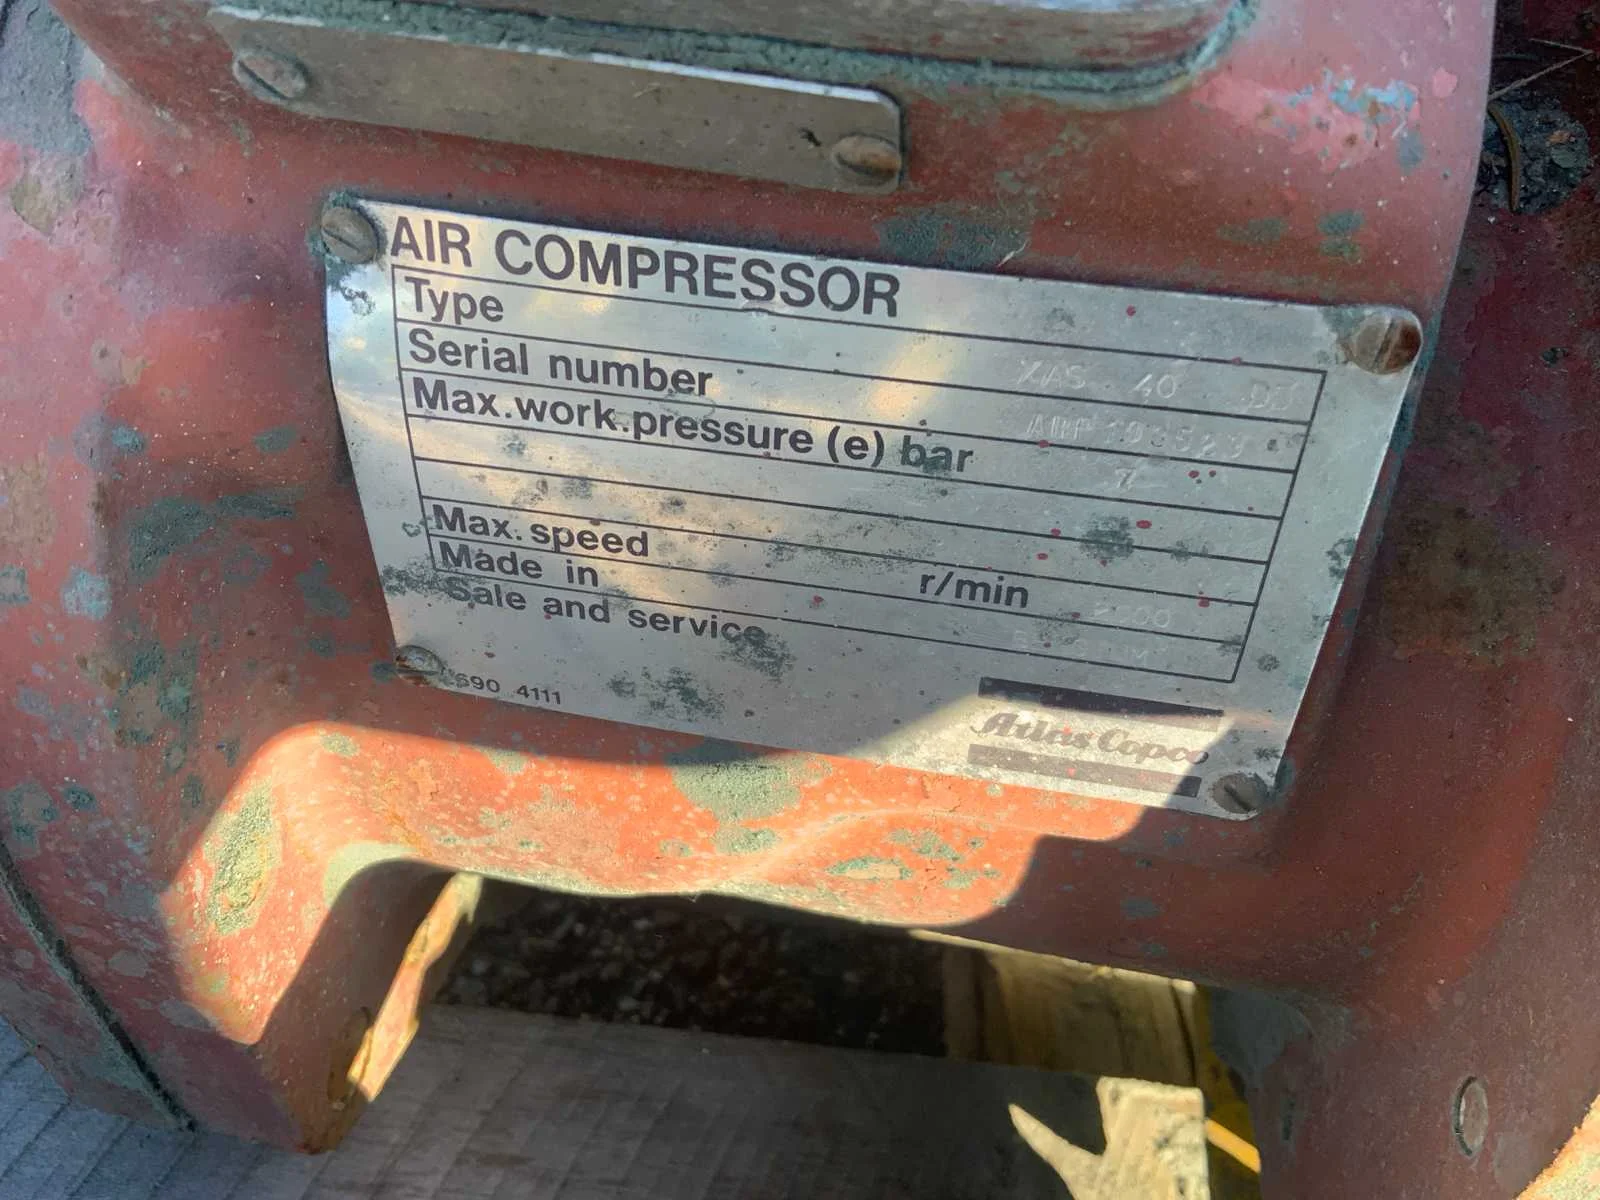 AIR COMPRESSOR
Type XAS 40
Serial number ARP
Max.work.pressure (e) bar 7
Max. speed r/min
Made in
Sale and service
690 4111
Atlas Copco